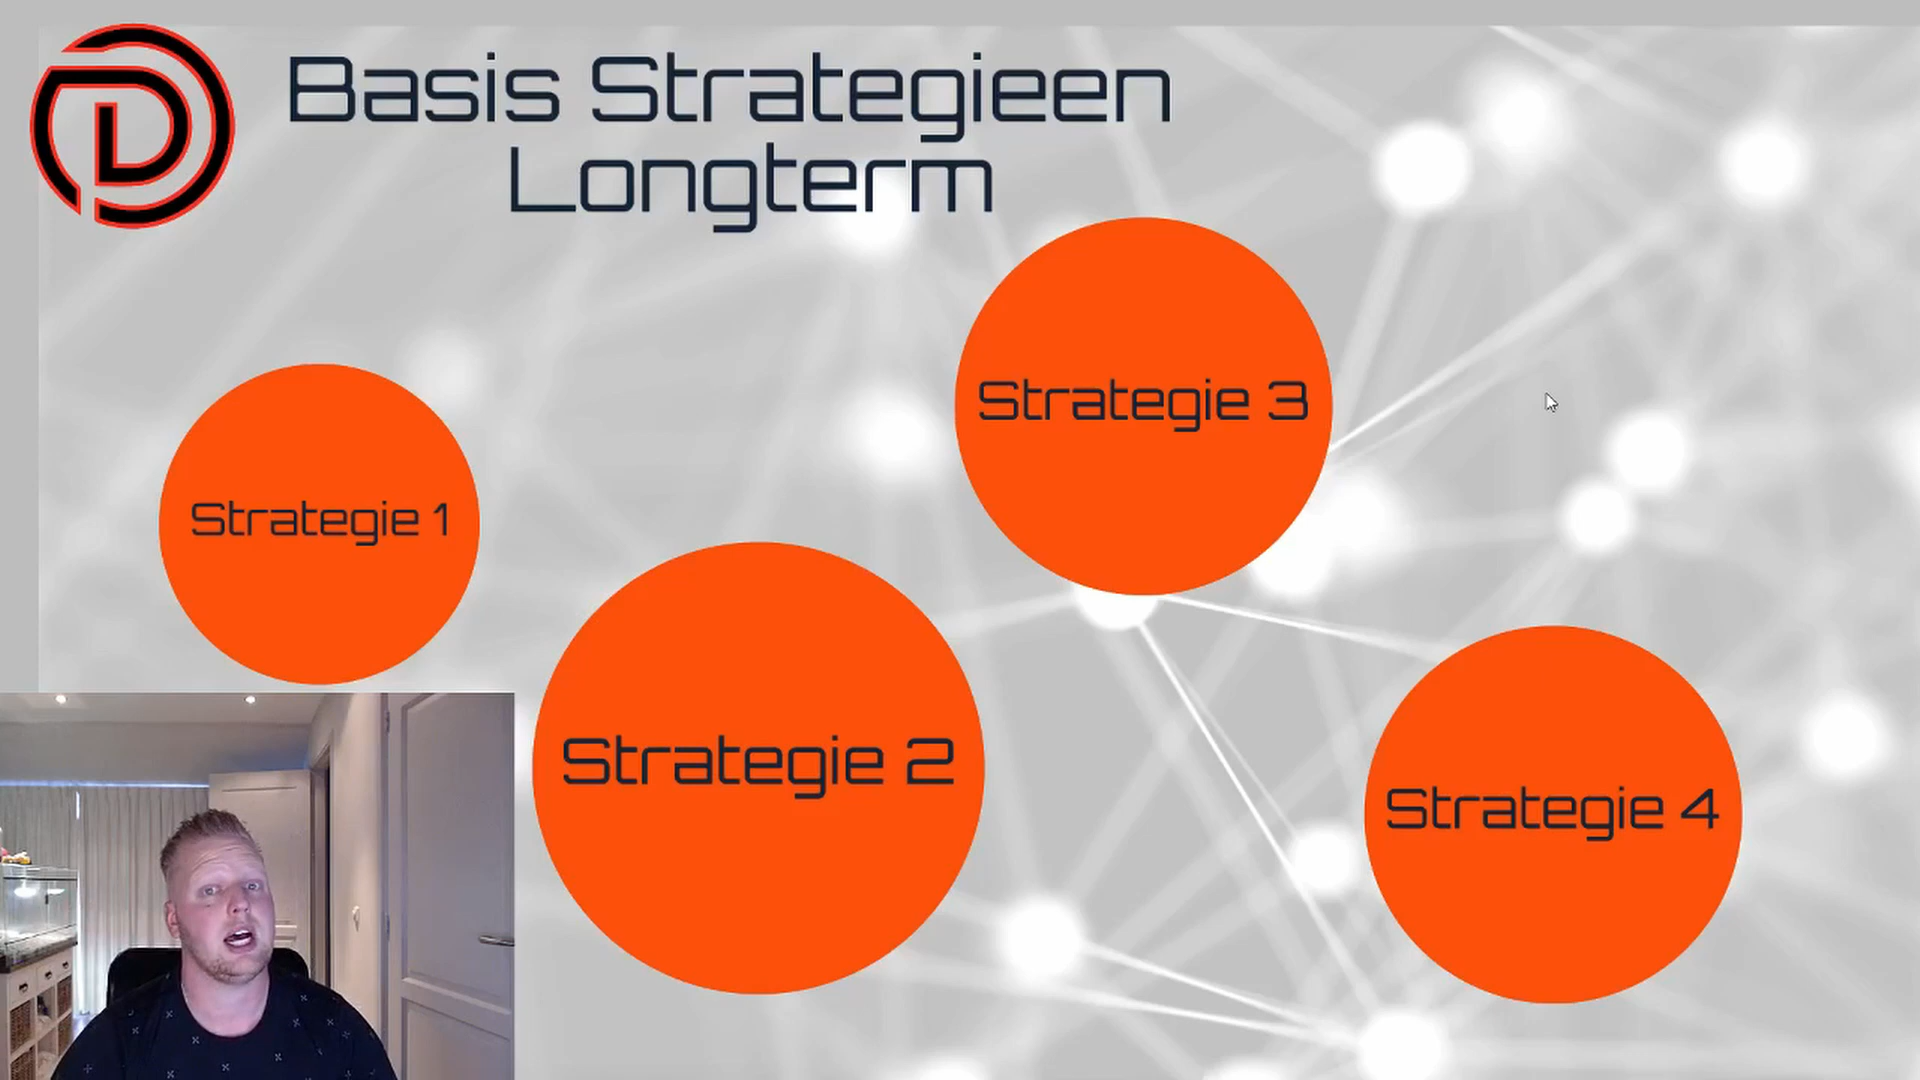 Basis Strategieen
Longterm
Strategie 1
Strategie 2
Strategie 3
Strategie 4